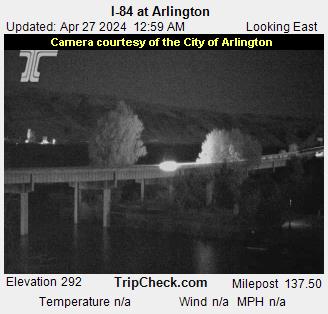 I-84 at Arlington
Updated: Apr 27 2024 12:59 AM Looking East
Camera courtesy of the City of Arlington
Elevation 292 TripCheck.com Milepost 137.50
Temperature n/a Wind n/a MPH n/a